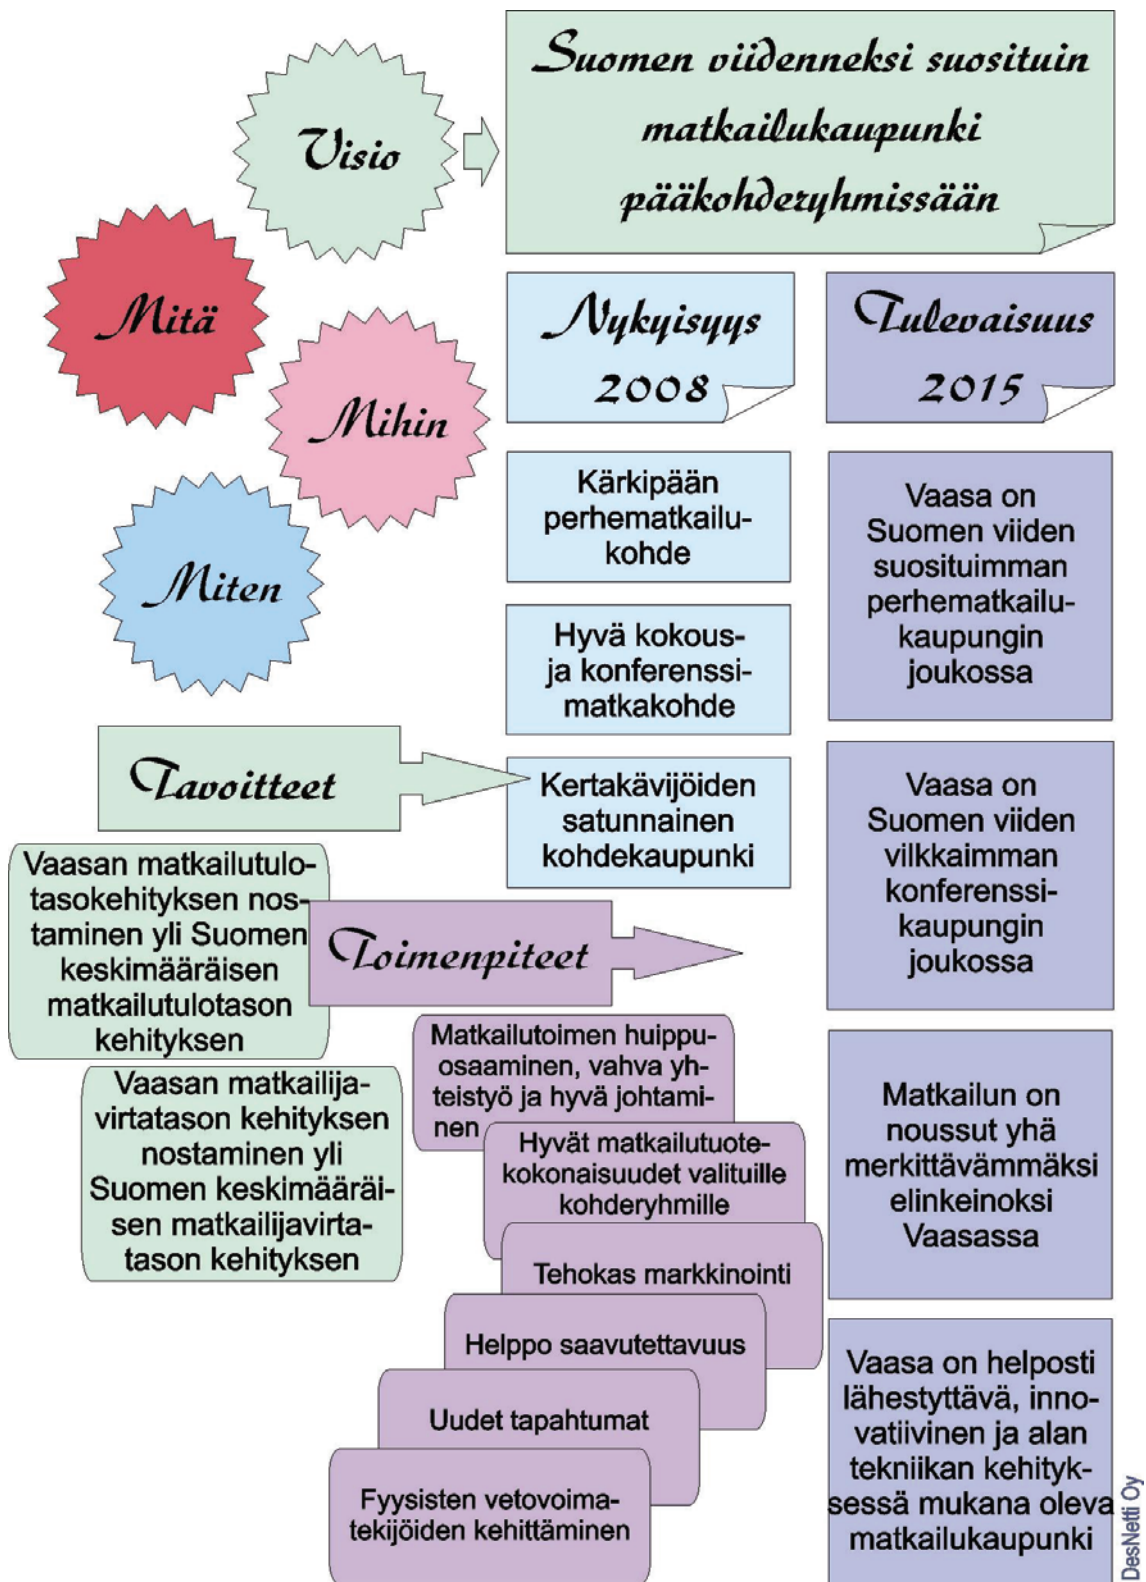 Visio
Suomen viidenneksi suosituin
matkailukaupunki
pääkohderyhmissään
Mitä
Mihin
Miten
Nykyisyys
2008
Tulevaisuus
2015
Kärkipään
perhematkailu-
kohde
Hyvä kokous-
ja konferenssi-
matkakohde
Kertakävijöiden
satunnainen
kohdekaupunki
Vaasa on
Suomen viiden
suosituimman
perhematkailu-
kaupungin
joukossa
Vaasa on
Suomen viiden
vilkkaimman
konferenssi-
kaupungin
joukossa
Matkailun on
noussut yhä
merkittävämmäksi
elinkeinoksi
Vaasassa
Vaasa on helposti
lähestyttävä, inno-
vatiivinen ja alan
tekniikan kehityk-
sessä mukana oleva
matkailukaupunki
Tavoitteet
Vaasan matkailutulo-
tasokehityksen nos-
taminen yli Suomen
keskimääräisen
matkailutulotason
kehityksen
Vaasan matkailija-
virtatason kehityksen
nostaminen yli
Suomen keskimääräi-
sen matkailijavirta-
tason kehityksen
Toimenpiteet
Matkailutoimen huippu-
osaaminen, vahva yh-
teistyö ja hyvä johtami-
nen
Hyvät matkailutuote-
kokonaisuudet valituille
kohderyhmille
Tehokas markkinointi
Helppo saavutettavuus
Uudet tapahtumat
Fyysisten vetovoima-
tekijöiden kehittäminen
DesNetti Oy